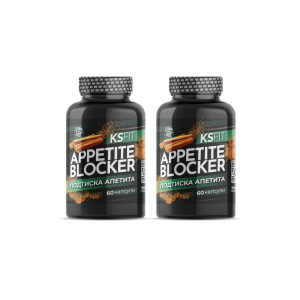 KSFIT
APPETITE
BLOCKER
ПОДТИСКА АПЕТИТА
60 капсули
KSFIT
APPETITE
BLOCKER
ПОДТИСКА АПЕТИТА
60 капсули